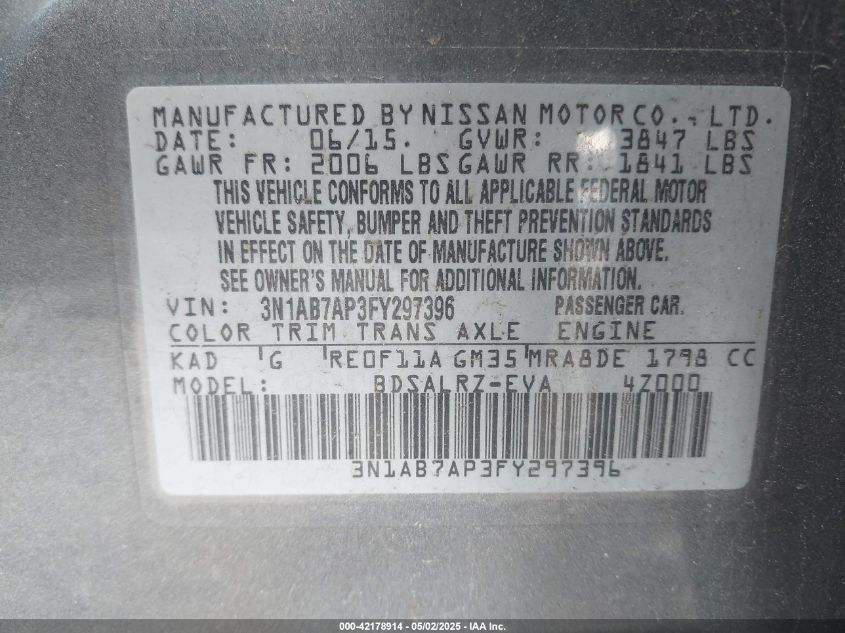 MANUFACTURED BY NISSAN MOTOR CO., LTD.
DATE: 06/15. GVWR: 3847 LBS
GAWR FR: 2006 LBS GAWR RR: 1841 LBS
THIS VEHICLE CONFORMS TO ALL APPLICABLE FEDERAL MOTOR
VEHICLE SAFETY, BUMPER AND THEFT PREVENTION STANDARDS
IN EFFECT ON THE DATE OF MANUFACTURE SHOWN ABOVE.
SEE OWNER'S MANUAL FOR ADDITIONAL INFORMATION.
VIN: 3N1AB7AP3FY297396 PASSENGER CAR.
COLOR TRIM TRANS AXLE ENGINE
KAD G RE0F11A GM35 MRA8DE 1798 CC
MODEL: BDSALRZ-EVA 4Z000
3N1AB7AP3FY297396
000-42178914 - 05/02/2025 - IAA Inc.